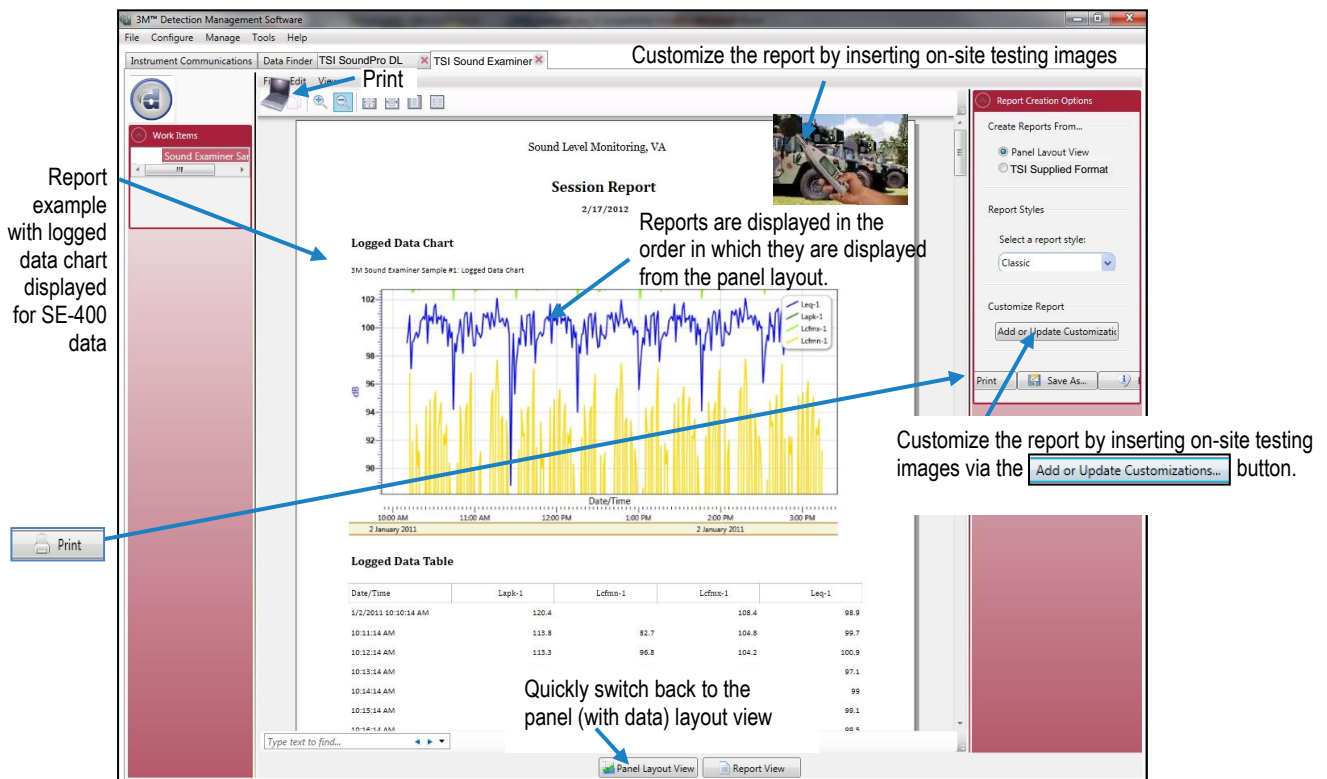 3M™ Detection Management Software
File Configure Manage Tools Help
Instrument Communications Data Finder TSI SoundPro DL TSI Sound Examiner
Customize the report by inserting on-site testing images
File Edit View
Print
d
Work Items
Sound Examiner Sar
Report
example
with logged
data chart
displayed
for SE-400
data
Sound Level Monitoring, VA
Session Report
2/17/2012
Reports are displayed in the
order in which they are displayed
from the panel layout.
Logged Data Chart
3M Sound Examiner Sample #1: Logged Data Chart
102
100
98
96
94
92
90
dB
Leq-1
Lapk-1
Lcfmx-1
Lcfmn-1
Date/Time
10:00 AM 11:00 AM 12:00 PM 1:00 PM 2:00 PM 3:00 PM
2 January 2011 2 January 2011
Print
Logged Data Table
Date/Time Lapk-1 Lcfmn-1 Lcfmx-1 Leq-1
1/2/2011 10:10:14 AM 120.4 108.4 98.9
10:11:14 AM 113.8 82.7 104.8 99.7
10:12:14 AM 113.3 96.8 104.2 100.9
10:13:14 AM 97.1
10:14:14 AM 99
10:15:14 AM 99.1
10:16:14 AM 99.5
Quickly switch back to the
panel (with data) layout view
Type text to find...
Panel Layout View Report View
Report Creation Options
Create Reports From...
Panel Layout View
TSI Supplied Format
Report Styles
Select a report style:
Classic
Customize Report
Add or Update Customizatic
Print Save As...
Customize the report by inserting on-site testing
images via the Add or Update Customizations... button.